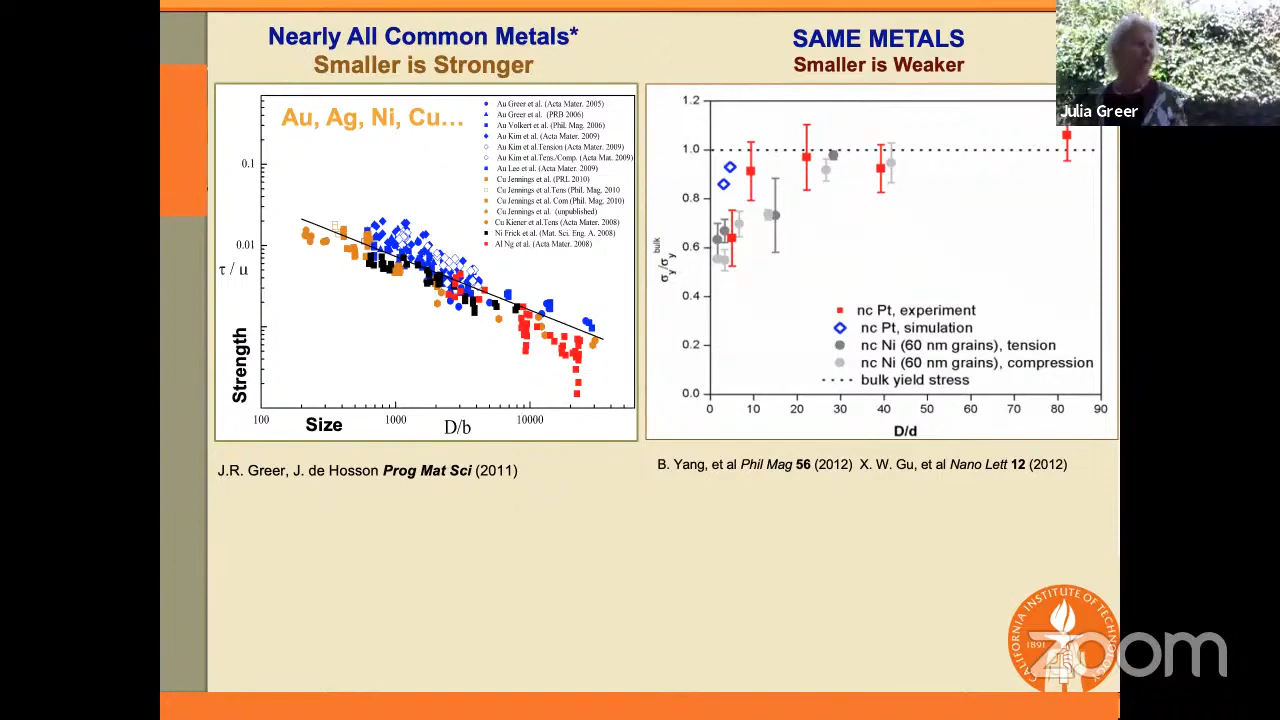 Nearly All Common Metals*
Smaller is Stronger
Au, Ag, Ni, Cu…
Au Greer et al. (Acta Mater. 2005)
Au Greer et al. (PRB 2006)
Au Volkert et al. (Phil. Mag. 2006)
Au Kim et al. (Acta Mater. 2009)
Au Kim et al.Tension (Acta Mater. 2009)
Au Kim et al.Tens./Comp. (Acta Mat. 2009)
Au Lee et al. (Acta Mater. 2009)
Cu Jennings et al. (PRL 2010)
Cu Jennings et al.Tens (Phil. Mag. 2010
Cu Jennings et al. Com (Phil. Mag. 2010)
Cu Jennings et al. (unpublished)
Cu Kiener et al.Tens (Acta Mater. 2008)
Ni Frick et al. (Mat. Sci. Eng. A. 2008)
Al Ng et al. (Acta Mater. 2008)
0.1
0.01
τ / u
Strength
100
1000
10000
Size
D/b
J.R. Greer, J. de Hosson Prog Mat Sci (2011)
SAME METALS
Smaller is Weaker
Julia Greer
1.2
1.0
0.8
0.6
0.4
0.2
0.0
σy/σy bulk
nc Pt, experiment
nc Pt, simulation
nc Ni (60 nm grains), tension
nc Ni (60 nm grains), compression
bulk yield stress
0 10 20 30 40 50 60 70 80 90
D/d
B. Yang, et al Phil Mag 56 (2012) X. W. Gu, et al Nano Lett 12 (2012)
CALIFORNIA INSTITUTE OF TECHNOLOGY
1891
zoom